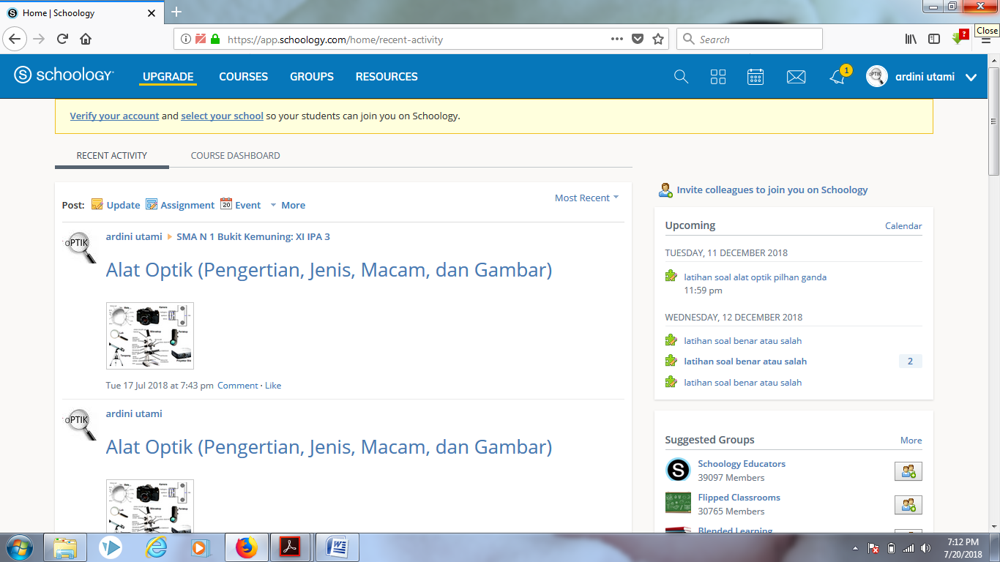 Home | Schoology
Close
https://app.schoology.com/home/recent-activity
Search
schoology
UPGRADE
COURSES
GROUPS
RESOURCES
1
ardini utami
Verify your account and select your school so your students can join you on Schoology.
RECENT ACTIVITY
COURSE DASHBOARD
Post: Update Assignment 20 Event More
Most Recent
oPTIK
ardini utami SMA N 1 Bukit Kemuning: XI IPA 3
Alat Optik (Pengertian, Jenis, Macam, dan Gambar)
Tue 17 Jul 2018 at 7:43 pm Comment · Like
oPTIK
ardini utami
Alat Optik (Pengertian, Jenis, Macam, dan Gambar)
Invite colleagues to join you on Schoology
Upcoming
Calendar
TUESDAY, 11 DECEMBER 2018
latihan soal alat optik pilhan ganda
11:59 pm
WEDNESDAY, 12 DECEMBER 2018
latihan soal benar atau salah
latihan soal benar atau salah 2
latihan soal benar atau salah
Suggested Groups
More
Schoology Educators
39097 Members
Flipped Classrooms
30765 Members
Blended Learning
7:12 PM
7/20/2018